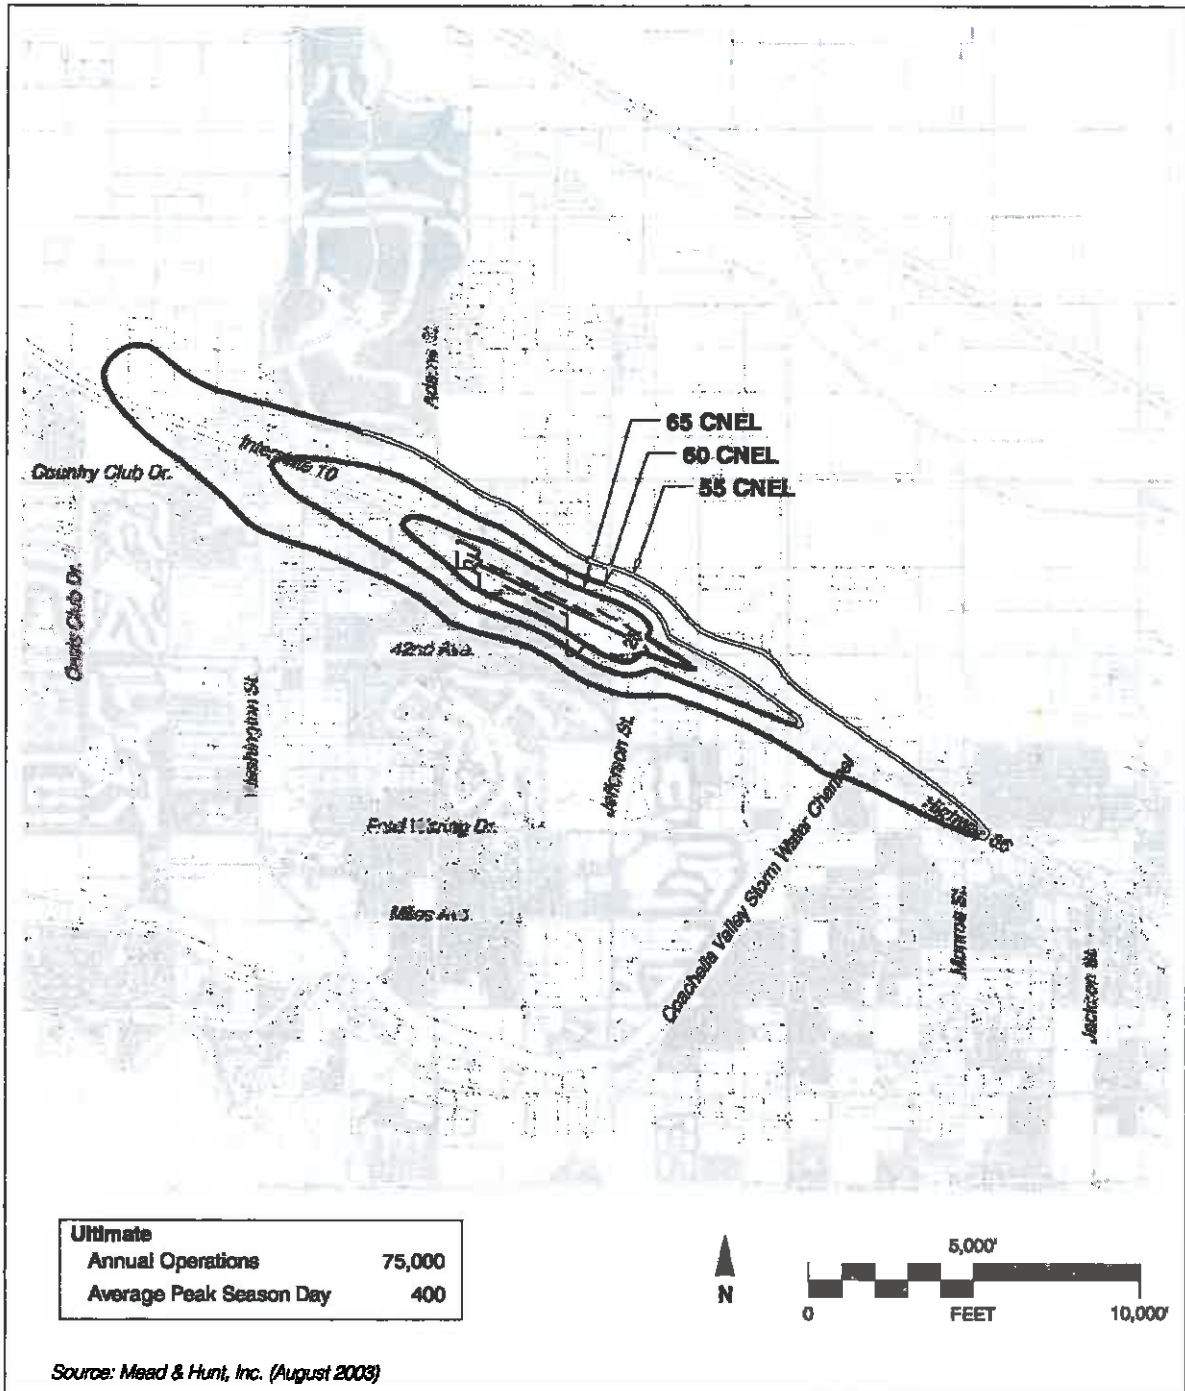 Adams St.
65 CNEL
60 CNEL
55 CNEL
Interstate 10
Country Club Dr.
Oasis Club Dr.
42nd Ave.
Washington St.
Jefferson St.
Fred Waring Dr.
Miles Ave.
Coachella Valley Storm Water Channel
Highway 86
Monroe St.
Jackson St.
28
Ultimate
Annual Operations 75,000
Average Peak Season Day 400
N
5,000'
0 FEET 10,000'
Source: Mead & Hunt, Inc. (August 2003)